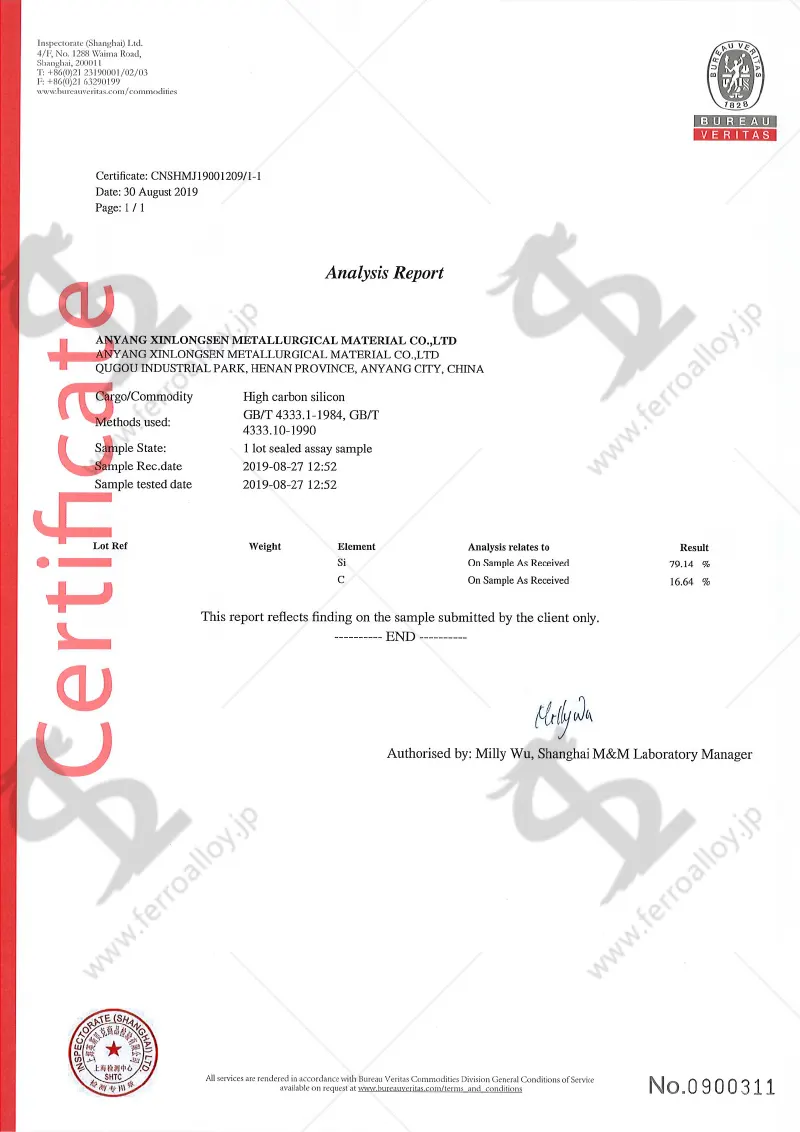 Inspectorate (Shanghai) Ltd.
4/F, No. 1288 Waima Road,
Shanghai, 200011
T: +86(0)21 23190001/02/03
F: +86(0)21 63290199
www.bureauveritas.com/commodities
BUREAU VERITAS
1828
BUREAU
VERITAS
Certificate: CNSHMJ19001209/1-1
Date: 30 August 2019
Page: 1 / 1
Certificate
Analysis Report
ANYANG XINLONGSEN METALLURGICAL MATERIAL CO.,LTD
ANYANG XINLONGSEN METALLURGICAL MATERIAL CO.,LTD
QUGOU INDUSTRIAL PARK, HENAN PROVINCE, ANYANG CITY, CHINA
Cargo/Commodity High carbon silicon
Methods used: GB/T 4333.1-1984, GB/T
4333.10-1990
Sample State: 1 lot sealed assay sample
Sample Rec.date 2019-08-27 12:52
Sample tested date 2019-08-27 12:52
Lot Ref Weight Element Analysis relates to Result
Si On Sample As Received 79.14 %
C On Sample As Received 16.64 %
This report reflects finding on the sample submitted by the client only.
---------- END ----------
Milly Wu
Authorised by: Milly Wu, Shanghai M&M Laboratory Manager
www.ferroalloy.jp
www.ferroalloy.jp
www.ferroalloy.jp
www.ferroalloy.jp
INSPECTORATE (SHANGHAI) LTD.
上海检测中心
SHTC
检测专用章
All services are rendered in accordance with Bureau Veritas Commodities Division General Conditions of Service
available on request at www.bureauveritas.com/terms_and_conditions
No.0900311